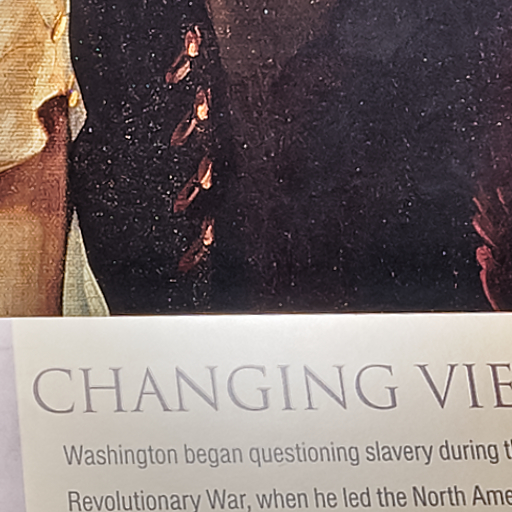 CHANGING VIE
Washington began questioning slavery during t
Revolutionary War, when he led the North Ame